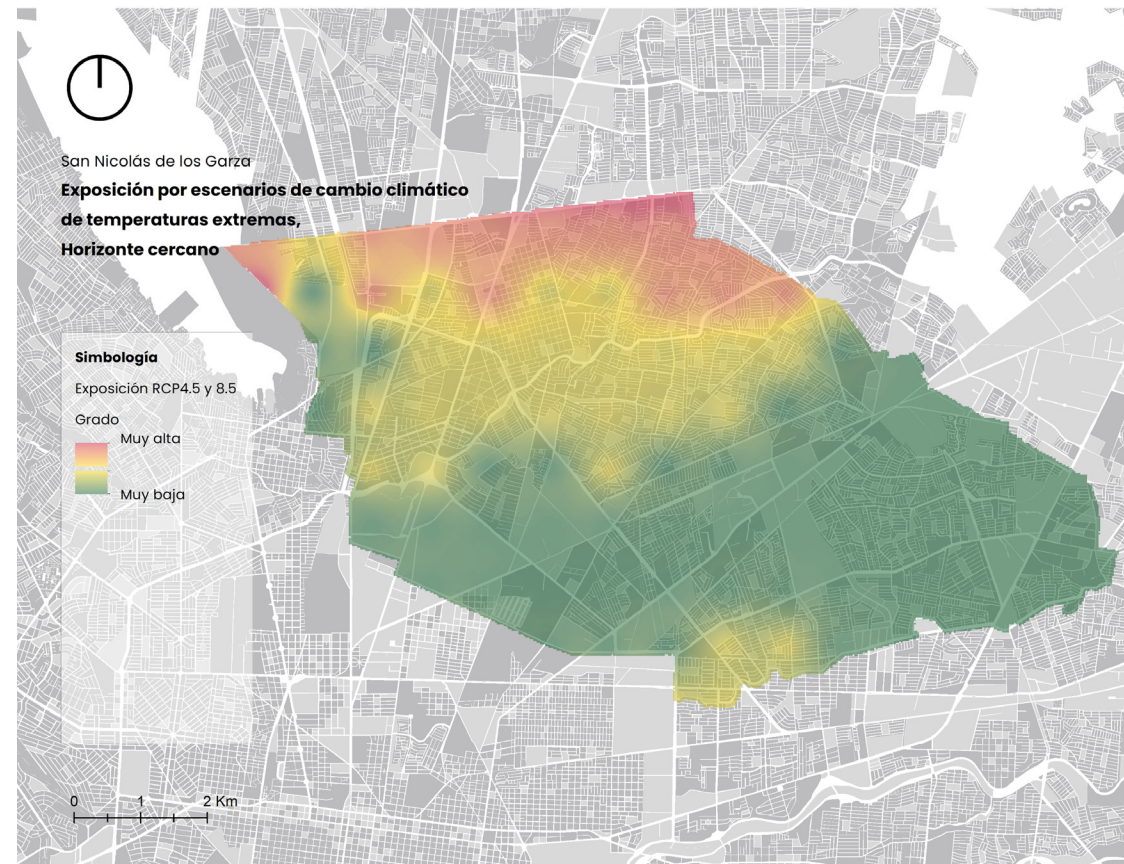 San Nicolás de los Garza
Exposición por escenarios de cambio climático
de temperaturas extremas,
Horizonte cercano
Simbología
Exposición RCP4.5 y 8.5
Grado
Muy alta
Muy baja
0 1 2 Km